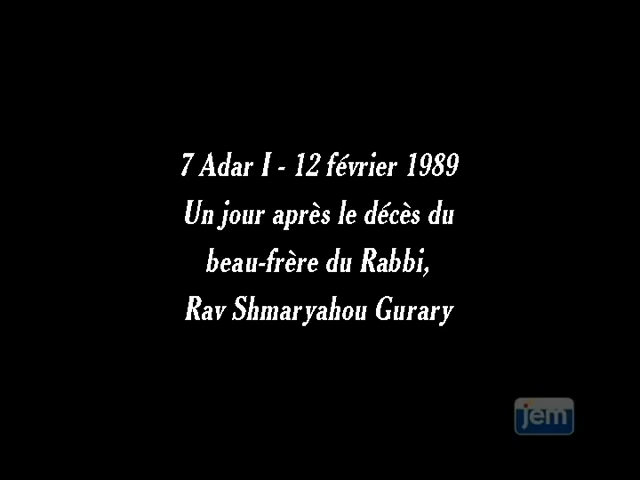 7 Adar I - 12 février 1989
Un jour après le décès du
beau-frère du Rabbi,
Rav Shmaryahou Gurary
jem